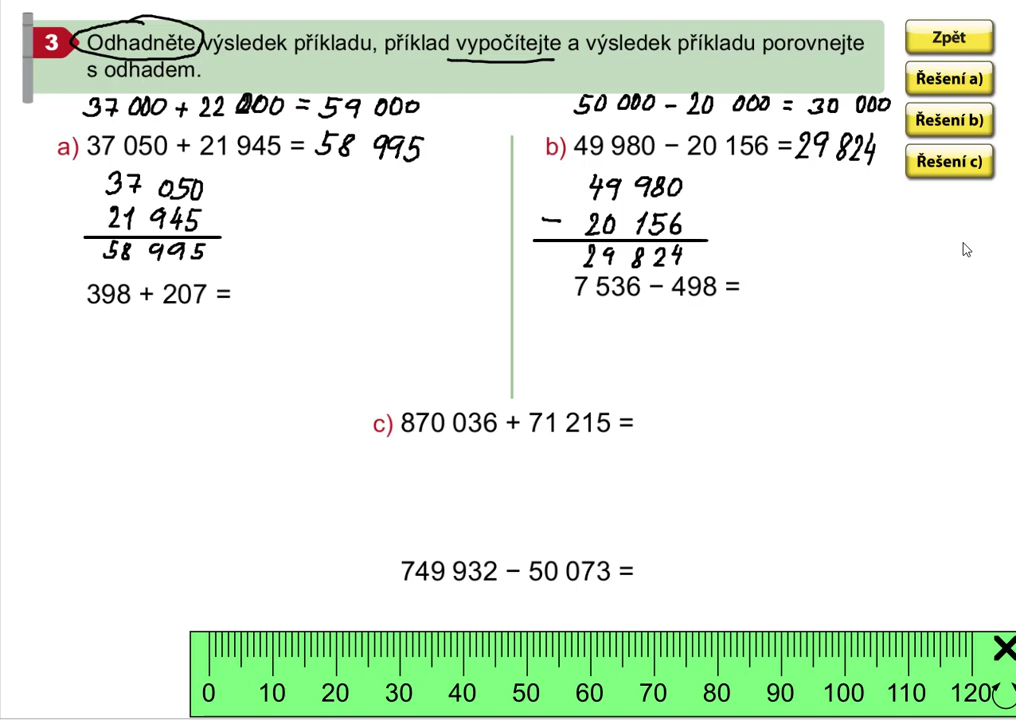 3 Odhadněte výsledek příkladu, příklad vypočítejte a výsledek příkladu porovnejte
s odhadem.
Zpět
Řešení a)
Řešení b)
Řešení c)
37 000 + 22 000 = 59 000
a) 37 050 + 21 945 = 58 995
37 050
21 945
58 995
398 + 207 =
50 000 - 20 000 = 30 000
b) 49 980 − 20 156 = 29 824
49 980
- 20 156
29 824
7 536 − 498 =
c) 870 036 + 71 215 =
749 932 − 50 073 =
0 10 20 30 40 50 60 70 80 90 100 110 120